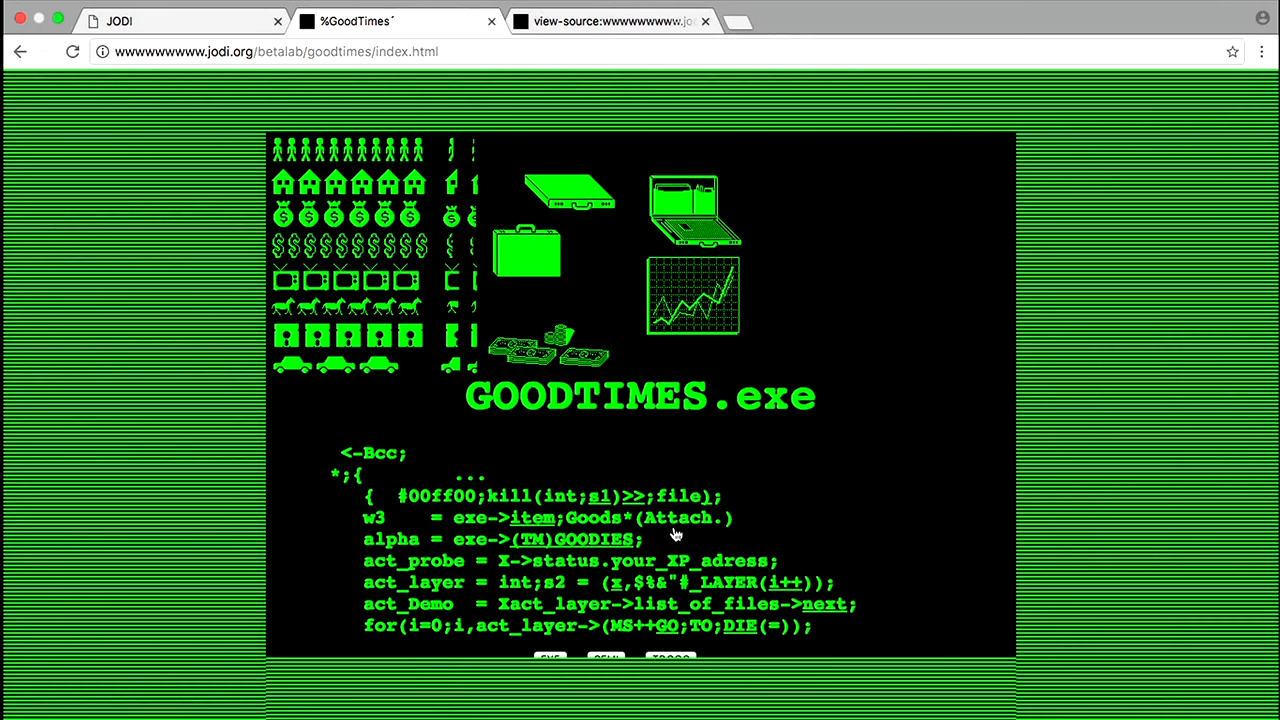 JODI
%GoodTimes´
view-source:wwwwwwwww.jo
wwwwwwwww.jodi.org/betalab/goodtimes/index.html
GOODTIMES.exe
<-Bcc;
*;{ ...
{ #00ff00;kill(int;s1)>>;file);
w3 = exe->item;Goods*(Attach.)
alpha = exe->(TM)GOODIES;
act_probe = X->status.your_XP_adress;
act_layer = int;s2 = (x,$%&"#_LAYER(i++));
act_Demo = Xact_layer->list_of_files->next;
for(i=0;i,act_layer->(MS++GO;TO;DIE(=));